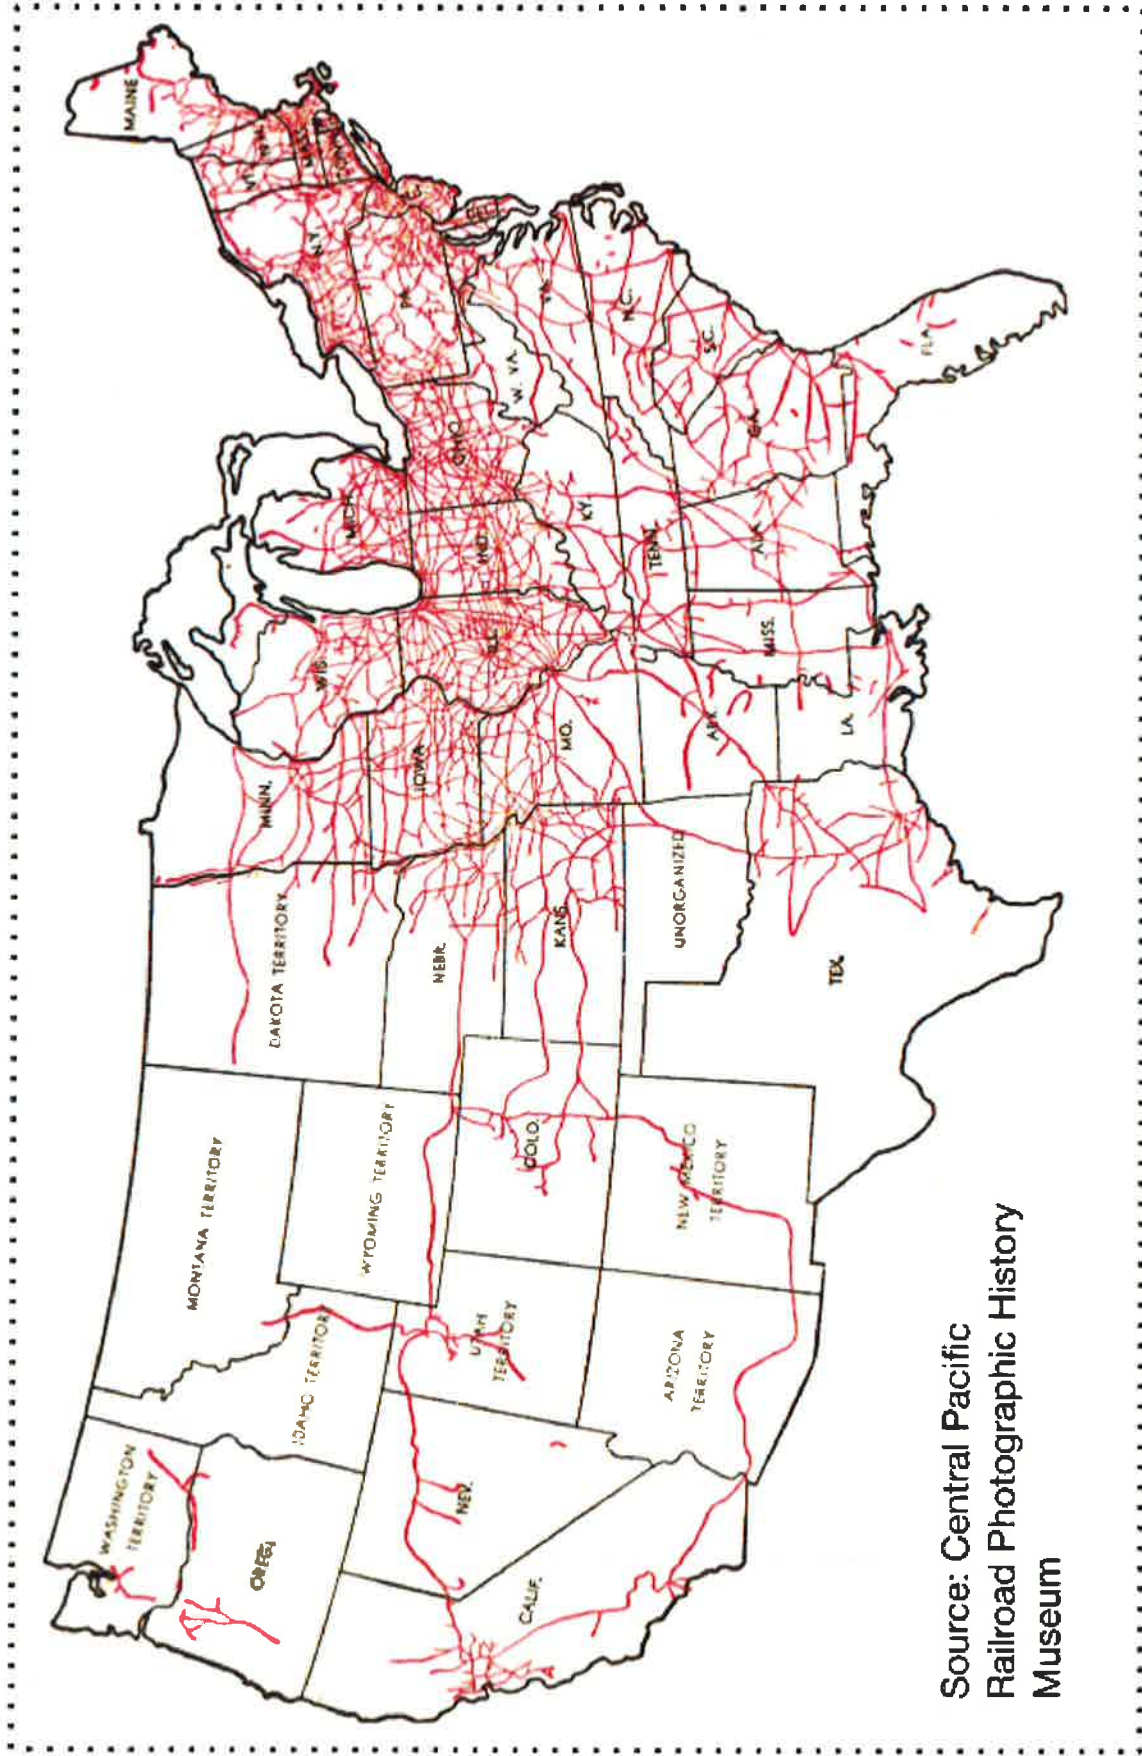 WASHINGTON
TERRITORY
OREG.
CALIF.
NEV.
IDAHO TERRITORY
MONTANA TERRITORY
WYOMING TERRITORY
UTAH
TERRITORY
ARIZONA
TERRITORY
COLO.
NEW MEXICO
TERRITORY
DAKOTA TERRITORY
NEBR.
KANS.
UNORGANIZED
TEX.
MINN.
IOWA
MO.
ARK.
LA.
WIS.
ILL.
MICH.
IND.
OHIO
KY.
TENN.
MISS.
ALA.
GA.
FLA.
S.C.
N.C.
VA.
W. VA.
PA.
N.Y.
VT.
N.H.
MASS.
CONN.
MAINE
Source: Central Pacific
Railroad Photographic History
Museum